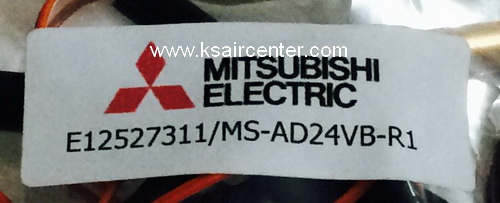 www.ksaircenter.com
MITSUBISHI
ELECTRIC
E12527311/MS-AD24VB-R1